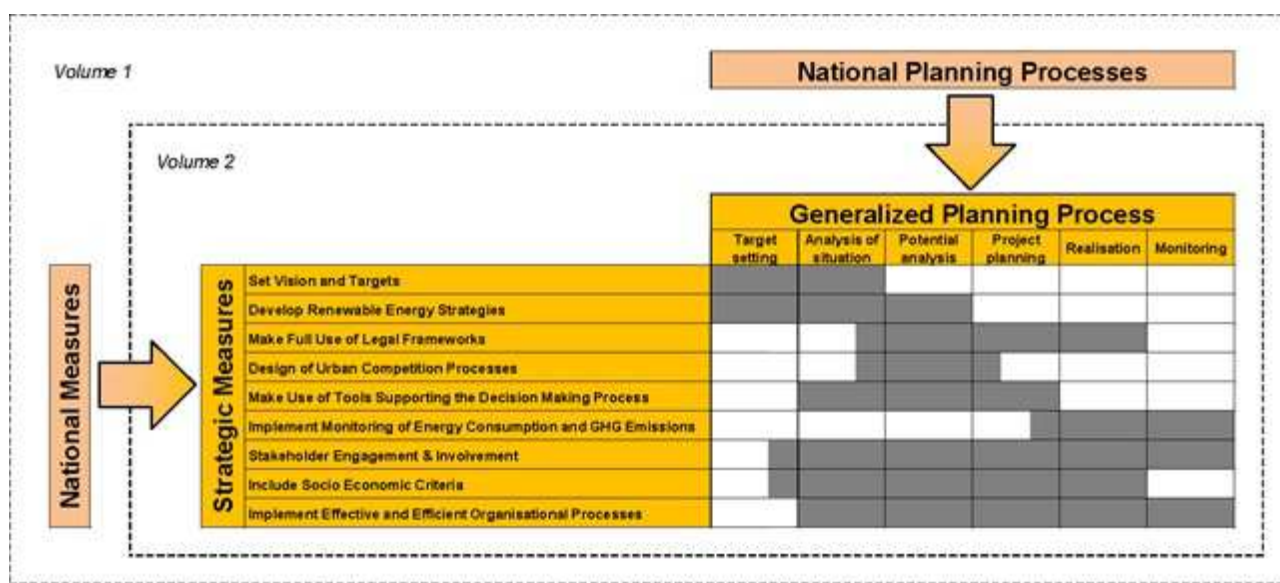 Volume 1
National Planning Processes
Volume 2
Generalized Planning Process
Target
setting
Analysis of
situation
Potential
analysis
Project
planning
Realisation
Monitoring
National Measures
Strategic Measures
Set Vision and Targets
Develop Renewable Energy Strategies
Make Full Use of Legal Frameworks
Design of Urban Competition Processes
Make Use of Tools Supporting the Decision Making Process
Implement Monitoring of Energy Consumption and GHG Emissions
Stakeholder Engagement & Involvement
Include Socio Economic Criteria
Implement Effective and Efficient Organisational Processes